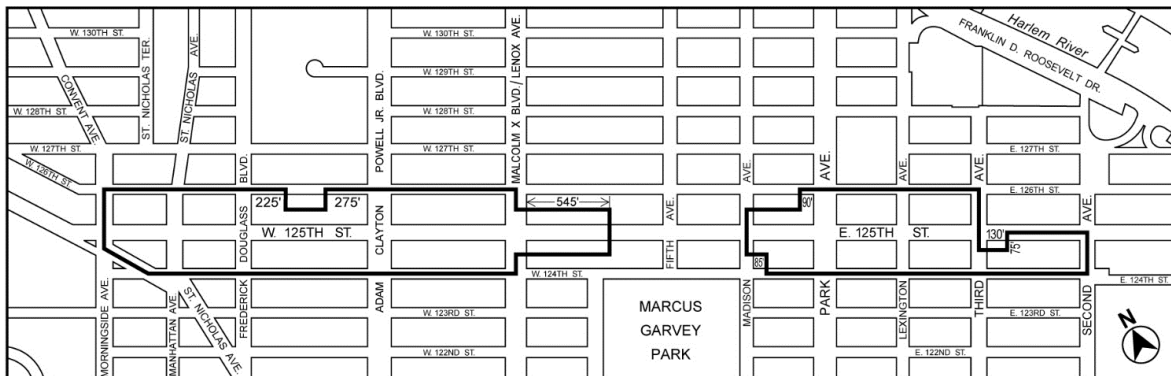 W. 130TH ST.
W. 130TH ST.
W. 129TH ST.
W. 128TH ST.
W. 128TH ST.
W. 127TH ST.
W. 127TH ST.
E. 127TH ST.
W. 126TH ST
E. 126TH ST.
CONVENT AVE.
ST. NICHOLAS TER.
ST. NICHOLAS AVE.
FREDERICK DOUGLASS BLVD.
ADAM CLAYTON POWELL JR. BLVD.
MALCOLM X BLVD / LENOX AVE.
FIFTH AVE.
MADISON AVE.
PARK AVE.
LEXINGTON AVE.
THIRD AVE.
SECOND AVE.
Harlem River
FRANKLIN D. ROOSEVELT DR.
225'
275'
545'
90'
W. 125TH ST.
E. 125TH ST.
130'
75'
85'
W. 124TH ST.
E. 124TH ST.
MORNINGSIDE AVE.
MANHATTAN AVE.
ST. NICHOLAS AVE.
MARCUS
GARVEY
PARK
W. 123RD ST.
E. 123RD ST.
W. 122ND ST.
E. 122ND ST.
N